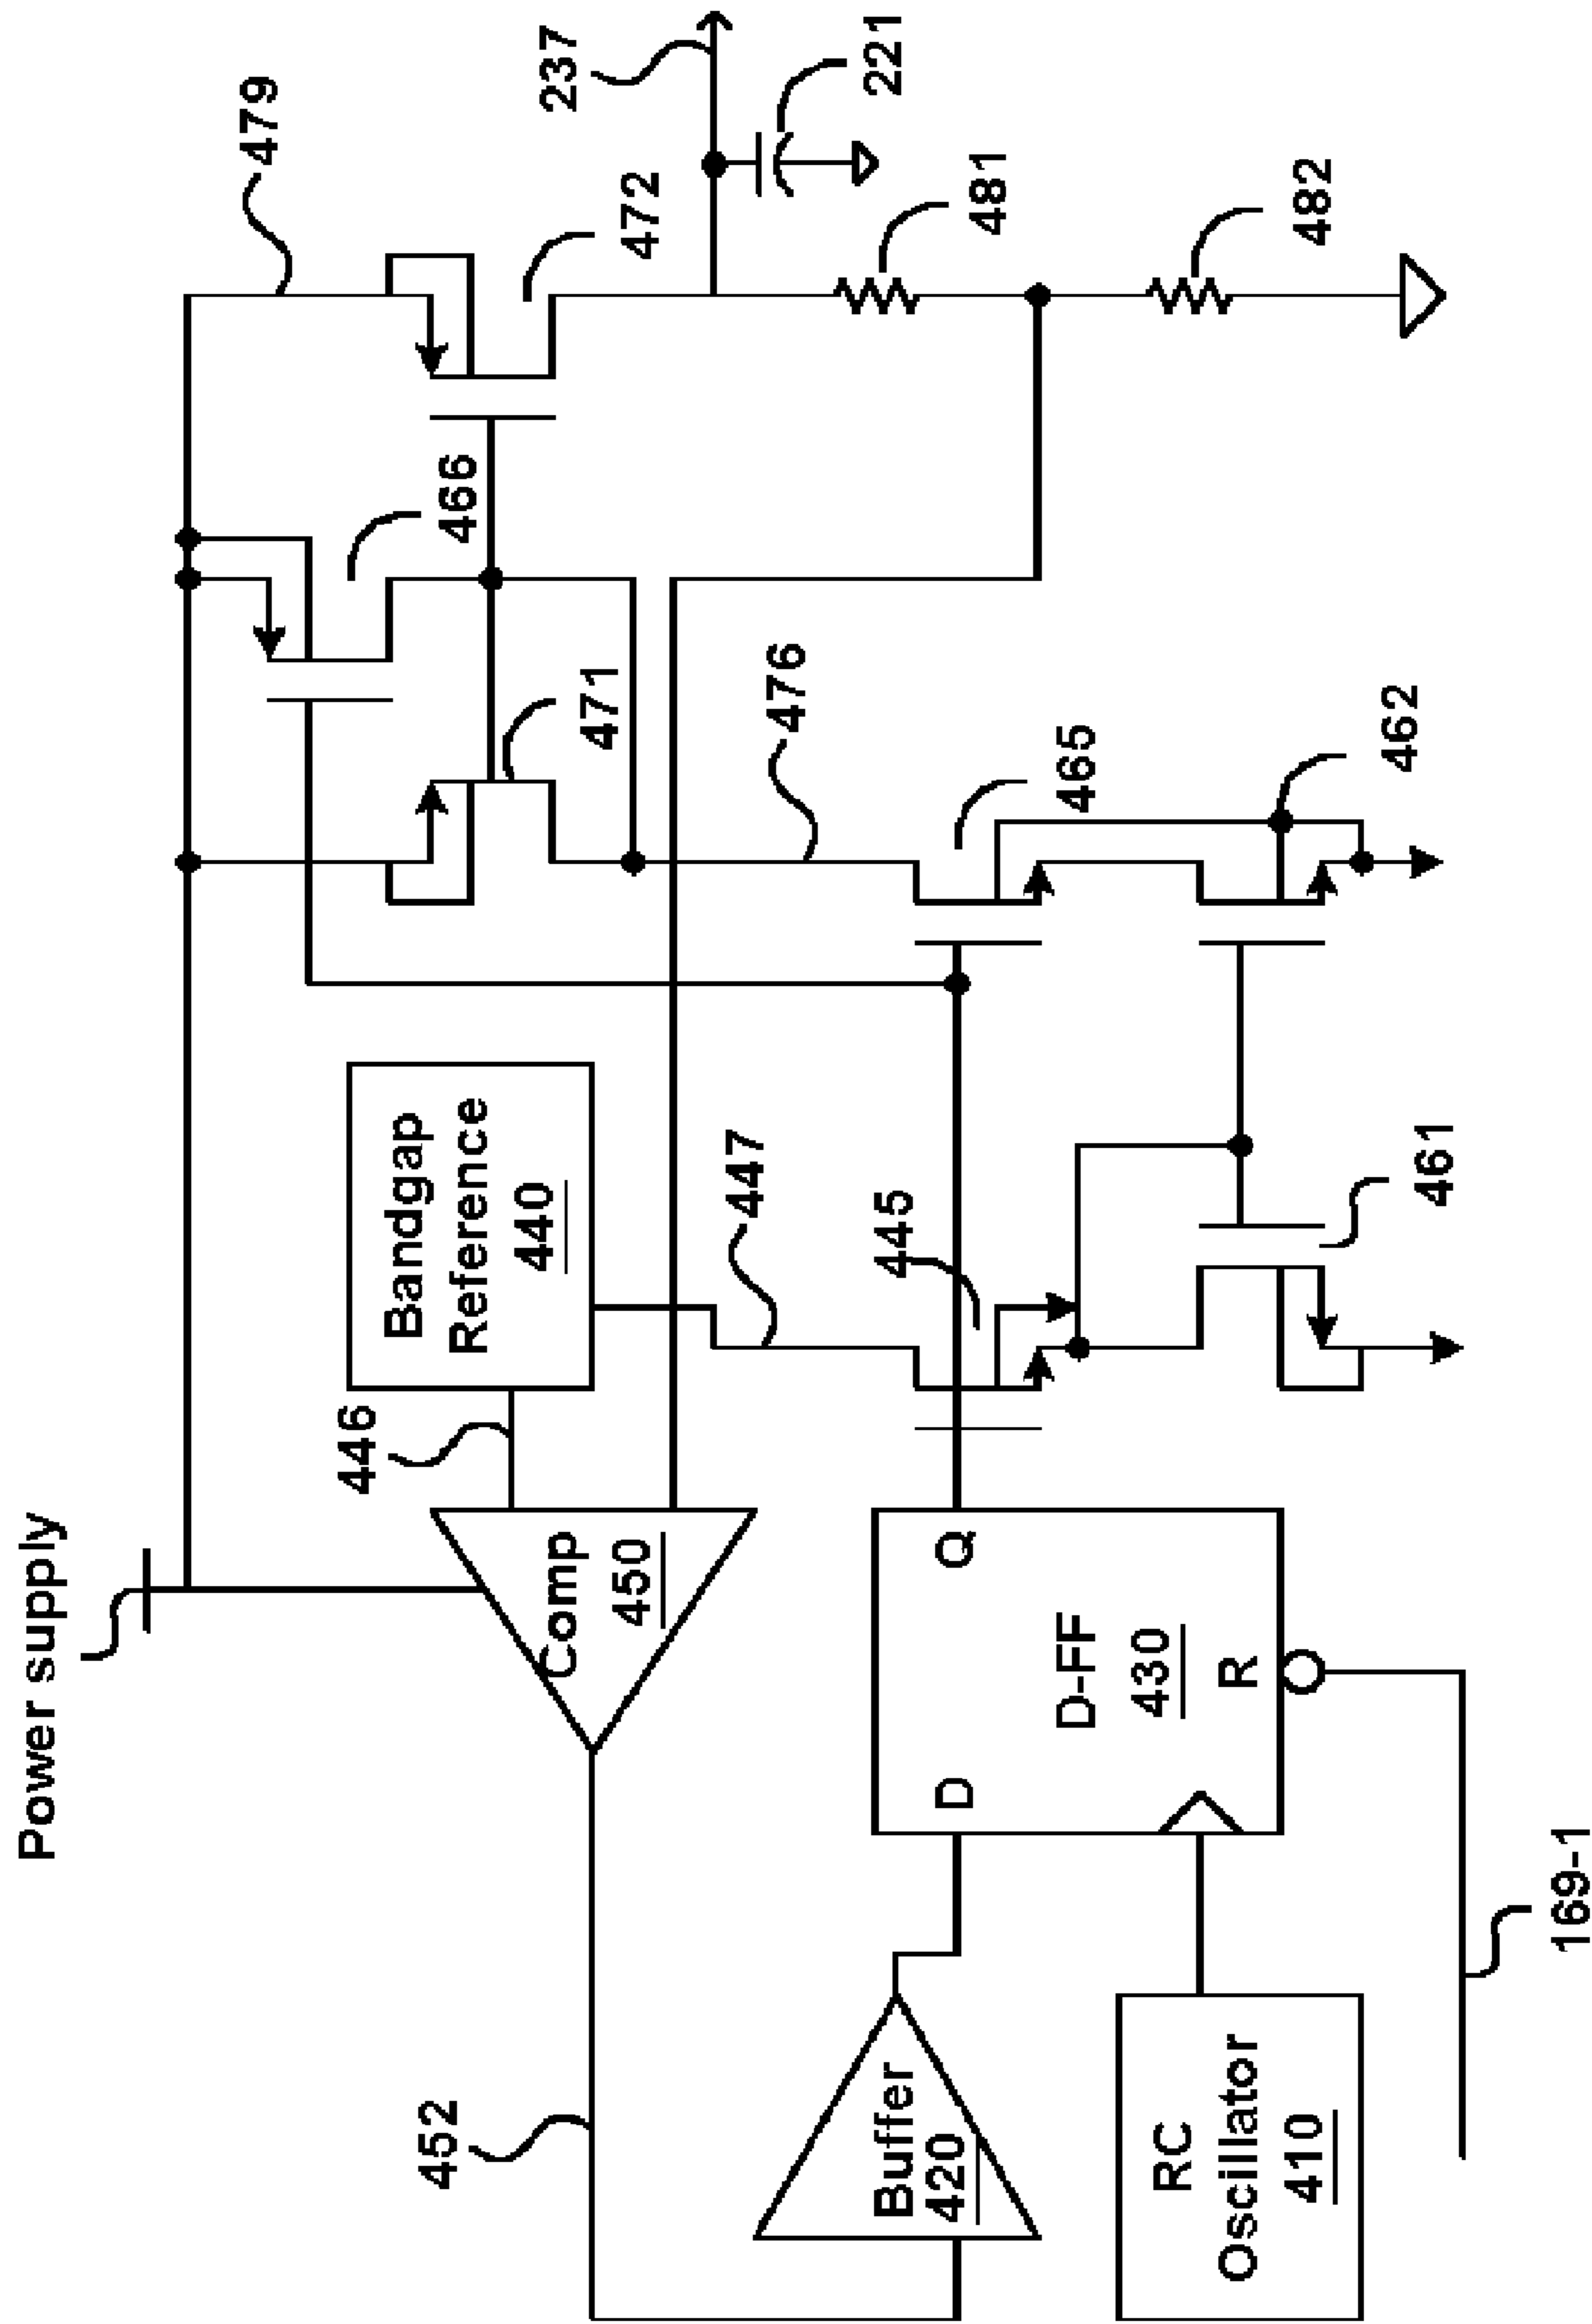 Power supply
479
237
472
221
466
481
482
471
476
465
462
Bandgap
Reference
440
447
445
461
446
Comp
450
Q
D-FF
430
R
D
452
Buffer
420
RC
Oscillator
410
169-1